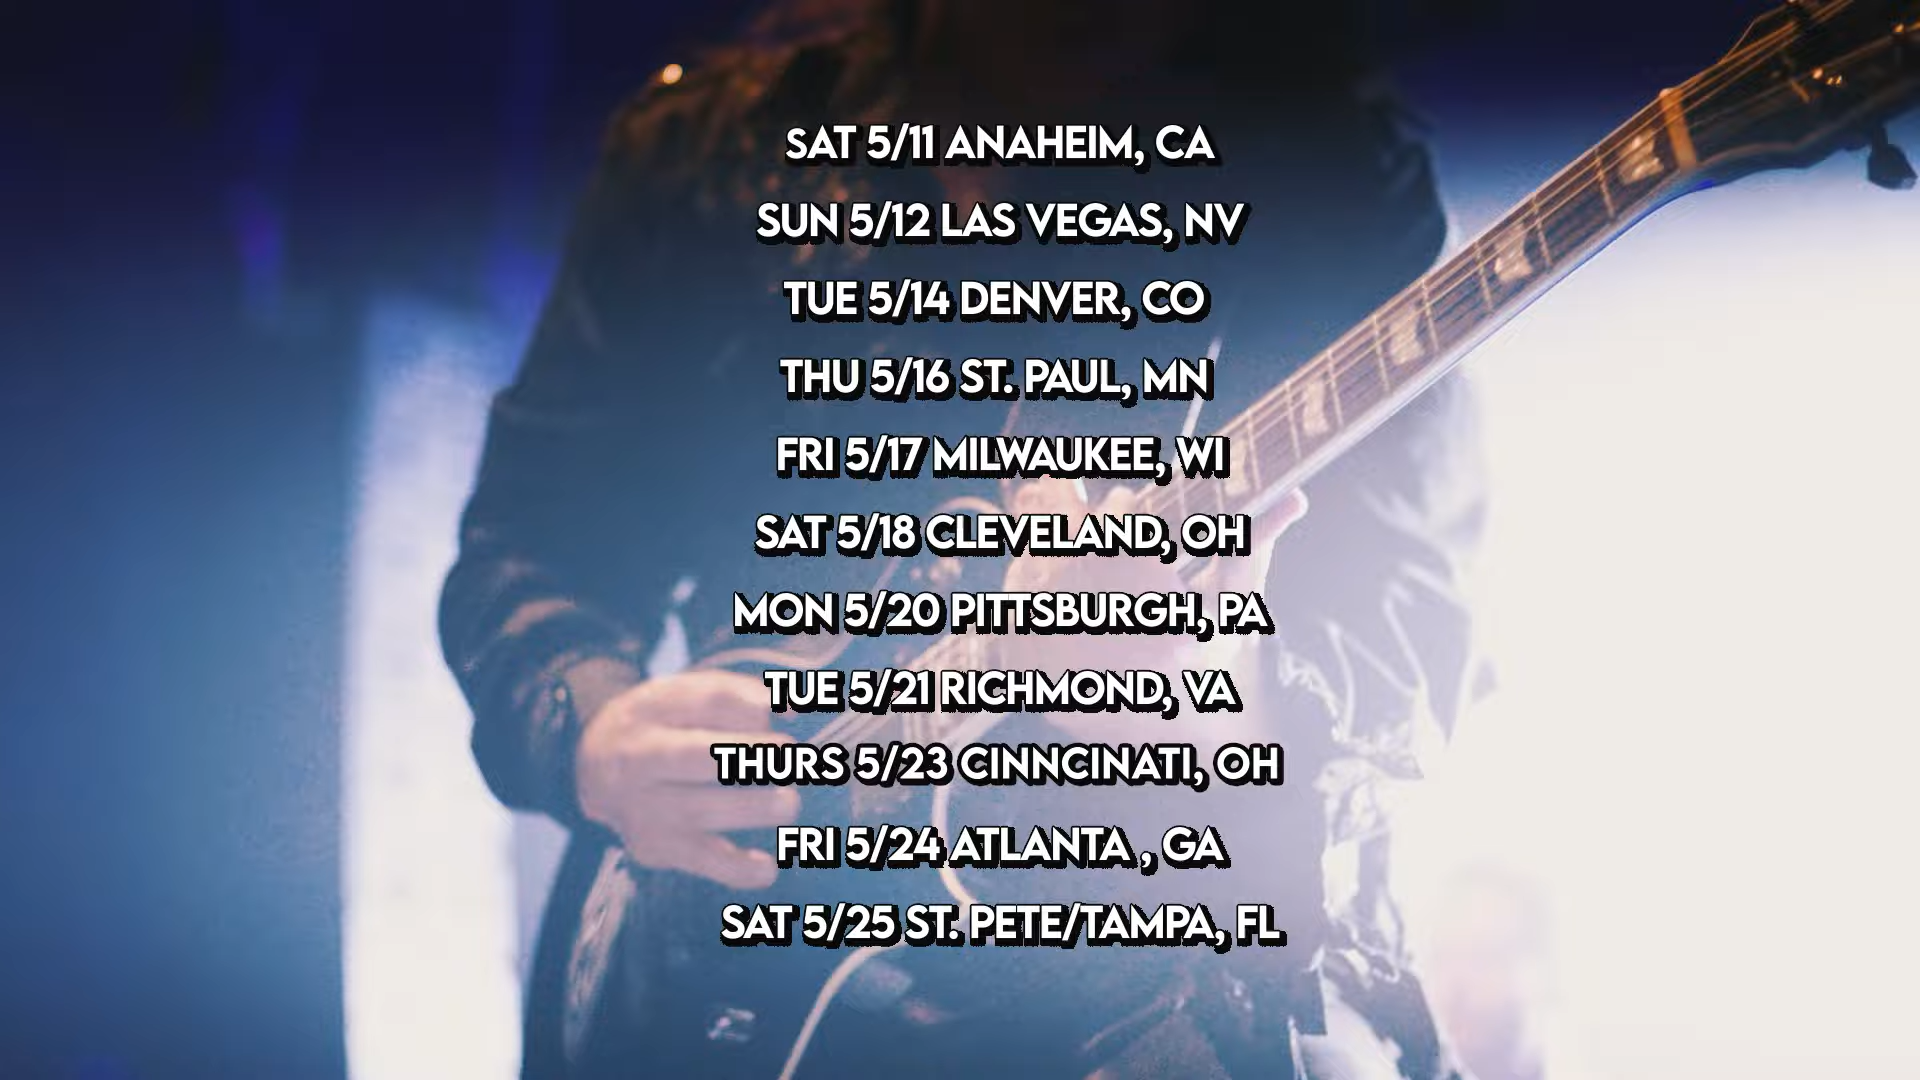 SAT 5/11 ANAHEIM, CA
SUN 5/12 LAS VEGAS, NV
TUE 5/14 DENVER, CO
THU 5/16 ST. PAUL, MN
FRI 5/17 MILWAUKEE, WI
SAT 5/18 CLEVELAND, OH
MON 5/20 PITTSBURGH, PA
TUE 5/21 RICHMOND, VA
THURS 5/23 CINNCINATI, OH
FRI 5/24 ATLANTA , GA
SAT 5/25 ST. PETE/TAMPA, FL